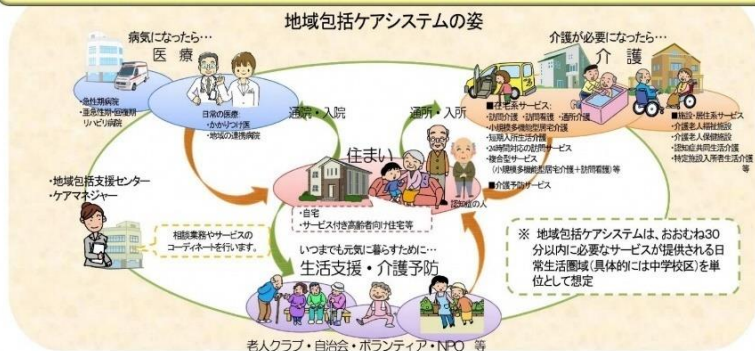 地域包括ケアシステムの姿
病気になったら…
医 療
・急性期病院
・亜急性期・回復期
リハビリ病院
日常の医療:
・かかりつけ医
・地域の連携病院
通院・入院
介護が必要になったら…
介 護
通所・入所
■在宅系サービス:
・訪問介護 ・訪問看護 ・通所介護
・小規模多機能型居宅介護
・短期入所生活介護
・24時間対応の訪問サービス
・複合型サービス
(小規模多機能型居宅介護+訪問看護)等
■介護予防サービス
■施設・居住系サービス
・介護老人福祉施設
・介護老人保健施設
・認知症共同生活介護
・特定施設入所者生活介護
等
住まい
認知症の人
・自宅
・サービス付き高齢者向け住宅等
・地域包括支援センター
・ケアマネジャー
相談業務やサービスの
コーディネートを行います。
いつまでも元気に暮らすために…
生活支援・介護予防
老人クラブ・自治会・ボランティア・NPO 等
※ 地域包括ケアシステムは、おおむね30
分以内に必要なサービスが提供される日
常生活圏域(具体的には中学校区)を単
位として想定